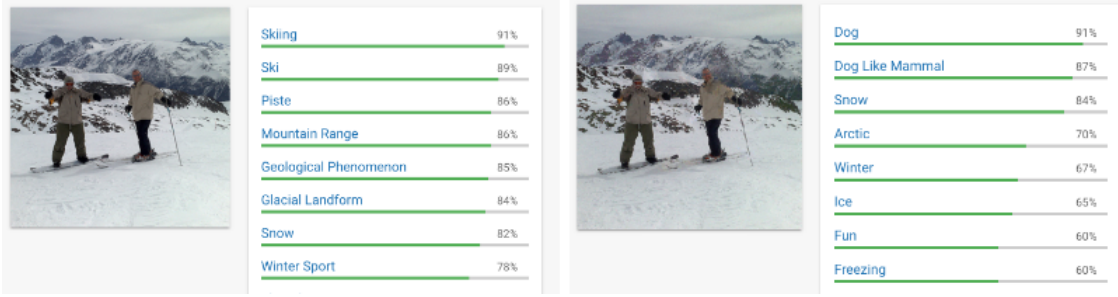 Skiing 91%
Ski 89%
Piste 86%
Mountain Range 86%
Geological Phenomenon 85%
Glacial Landform 84%
Snow 82%
Winter Sport 78%
Dog 91%
Dog Like Mammal 87%
Snow 84%
Arctic 70%
Winter 67%
Ice 65%
Fun 60%
Freezing 60%